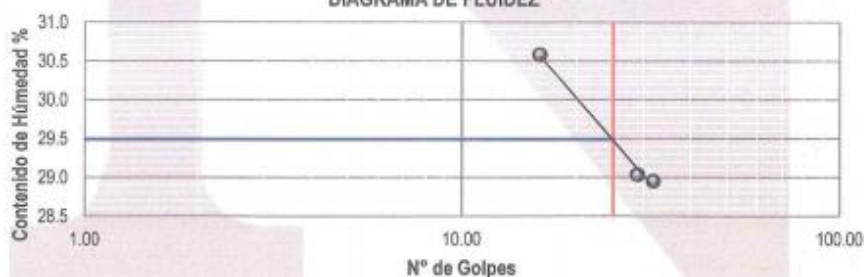 DIAGRAMA DE FLUIDEZ
Contenido de Húmedad %
31.0
30.5
30.0
29.5
29.0
28.5
1.00 10.00 100.00
Nº de Golpes